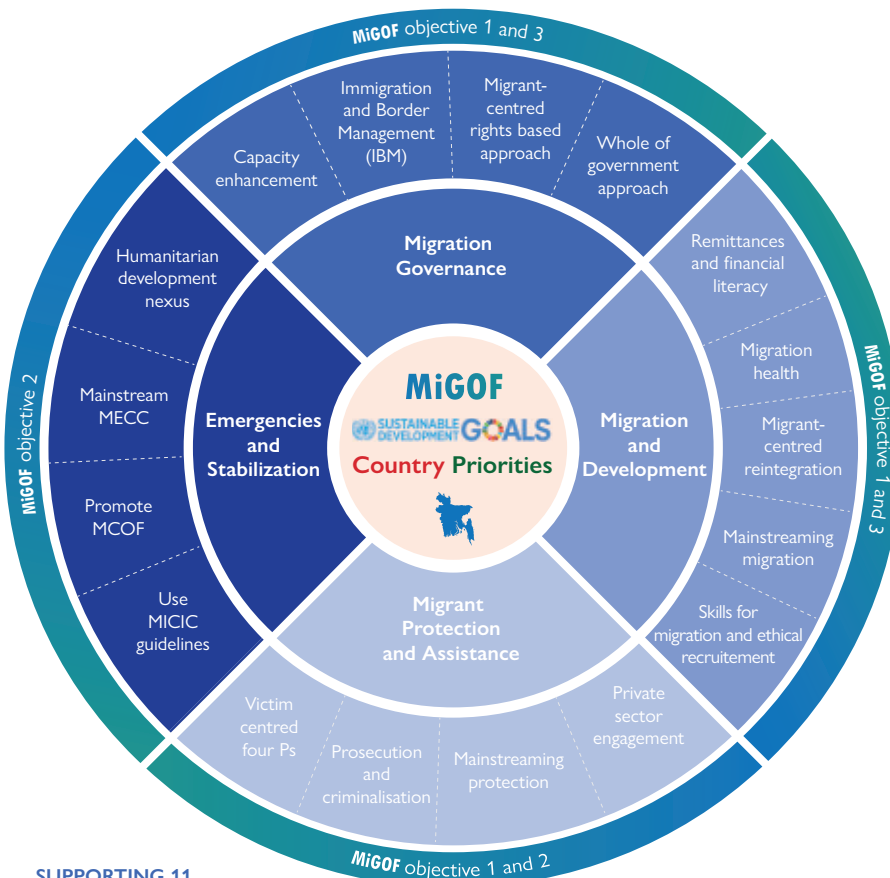 MiGOF objective 1 and 3
Capacity
enhancement
Immigration
and Border
Management
(IBM)
Migrant-
centred
rights based
approach
Whole of
government
approach
Migration
Governance
Remittances
and financial
literacy
Migration
health
Migrant-
centred
reintegration
Mainstreaming
migration
Skills for
migration and ethical
recruitement
Migration
and
Development
MiGOF objective 1 and 3
MiGOF
SUSTAINABLE
DEVELOPMENT
GOALS
Country Priorities
Humanitarian
development
nexus
Mainstream
MECC
Promote
MCOF
Use
MICIC
guidelines
Emergencies
and
Stabilization
MiGOF objective 2
Migrant
Protection
and Assistance
Victim
centred
four Ps
Prosecution
and
criminalisation
Mainstreaming
protection
Private
sector
engagement
MiGOF objective 1 and 2
SUPPORTING 11